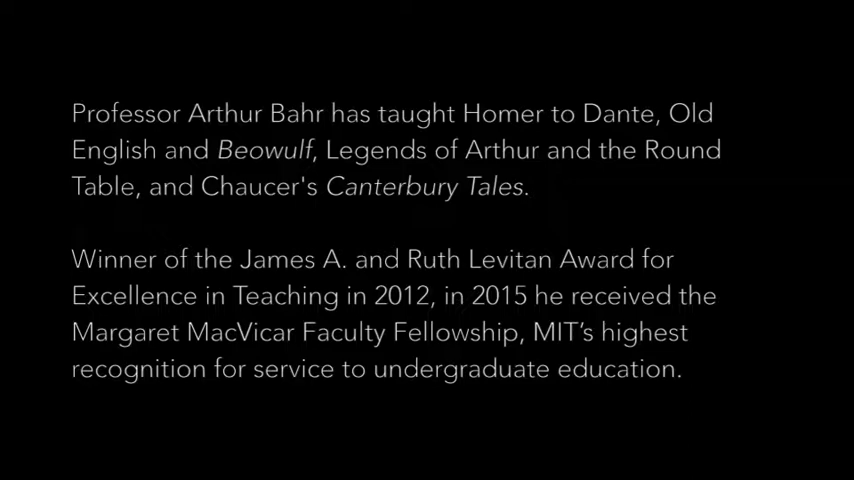 Professor Arthur Bahr has taught Homer to Dante, Old
English and Beowulf, Legends of Arthur and the Round
Table, and Chaucer's Canterbury Tales.
Winner of the James A. and Ruth Levitan Award for
Excellence in Teaching in 2012, in 2015 he received the
Margaret MacVicar Faculty Fellowship, MIT’s highest
recognition for service to undergraduate education.